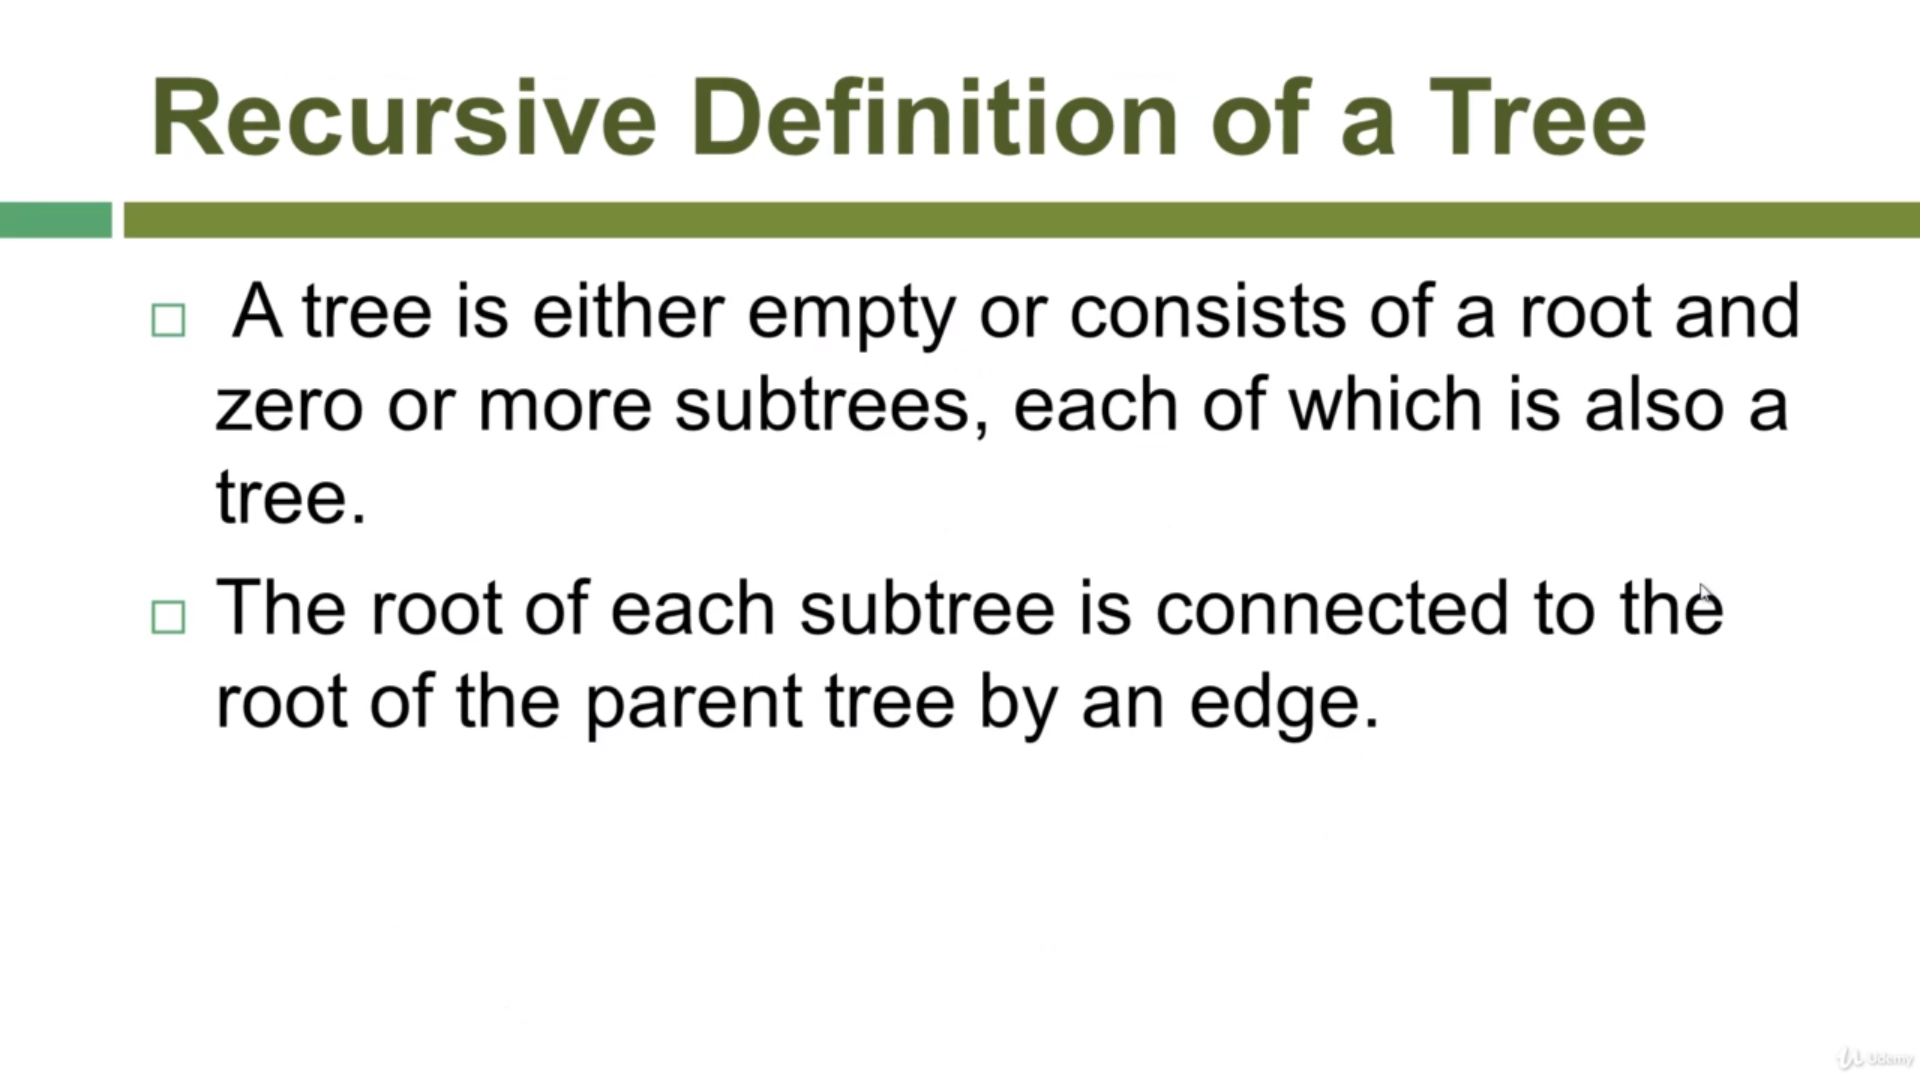 Recursive Definition of a Tree
A tree is either empty or consists of a root and
zero or more subtrees, each of which is also a
tree.
The root of each subtree is connected to the
root of the parent tree by an edge.
Udemy